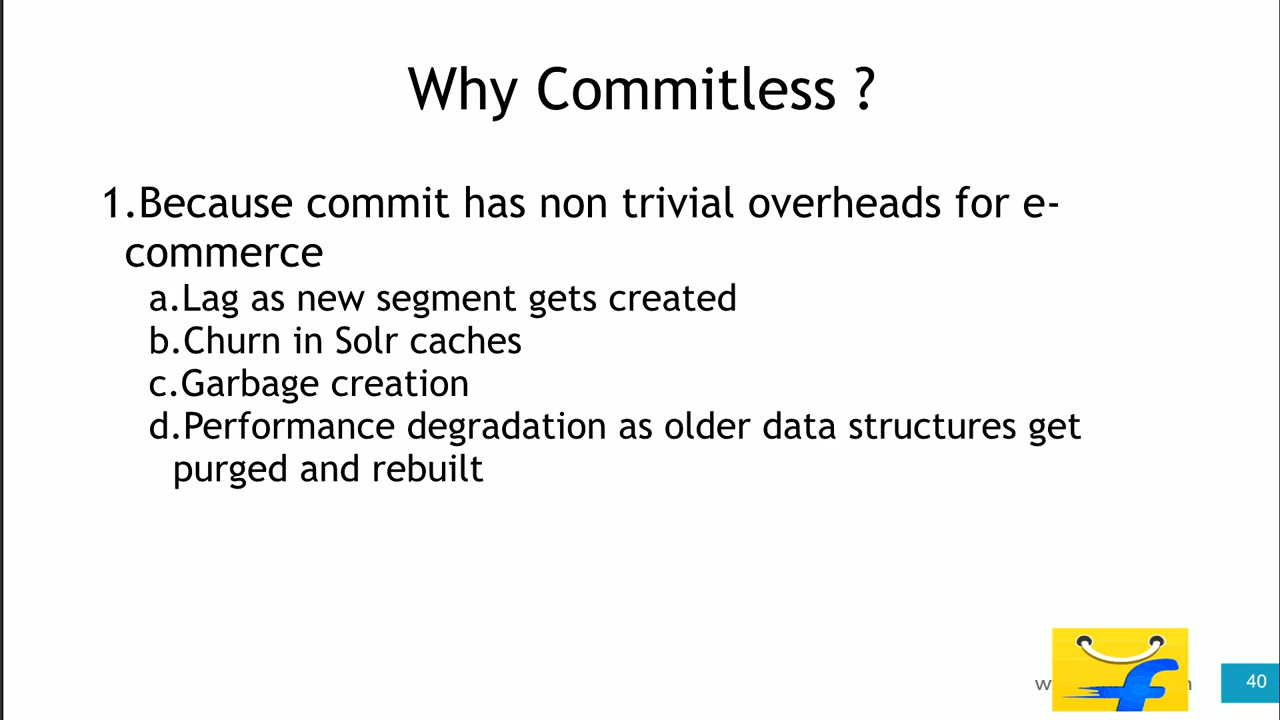 Why Commitless ?
1.Because commit has non trivial overheads for e-
commerce
a.Lag as new segment gets created
b.Churn in Solr caches
c.Garbage creation
d.Performance degradation as older data structures get
purged and rebuilt
40